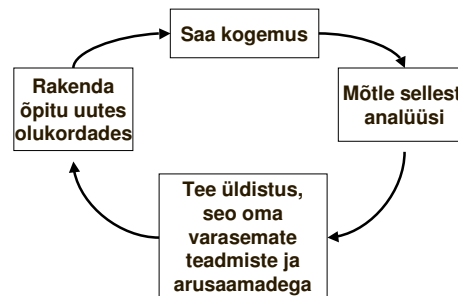 Saa kogemus
Mõtle sellest
analüüsi
Tee üldistus,
seo oma
varasemate
teadmiste ja
arusaamadega
Rakenda
õpitu uutes
olukordades